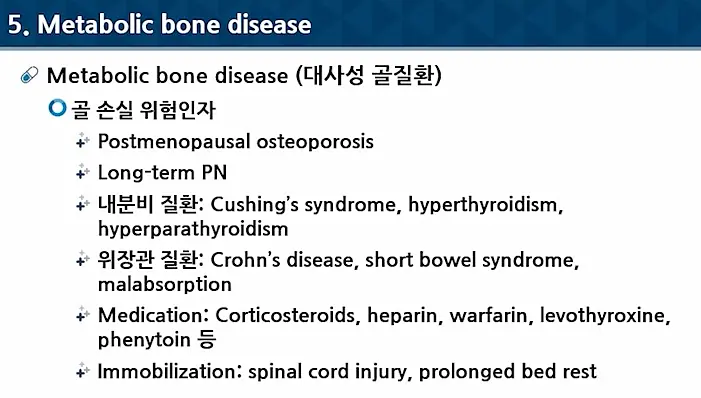 5. Metabolic bone disease
Metabolic bone disease (대사성 골질환)
골 손실 위험인자
Postmenopausal osteoporosis
Long-term PN
내분비 질환: Cushing's syndrome, hyperthyroidism,
hyperparathyroidism
위장관 질환: Crohn's disease, short bowel syndrome,
malabsorption
Medication: Corticosteroids, heparin, warfarin, levothyroxine,
phenytoin 등
Immobilization: spinal cord injury, prolonged bed rest